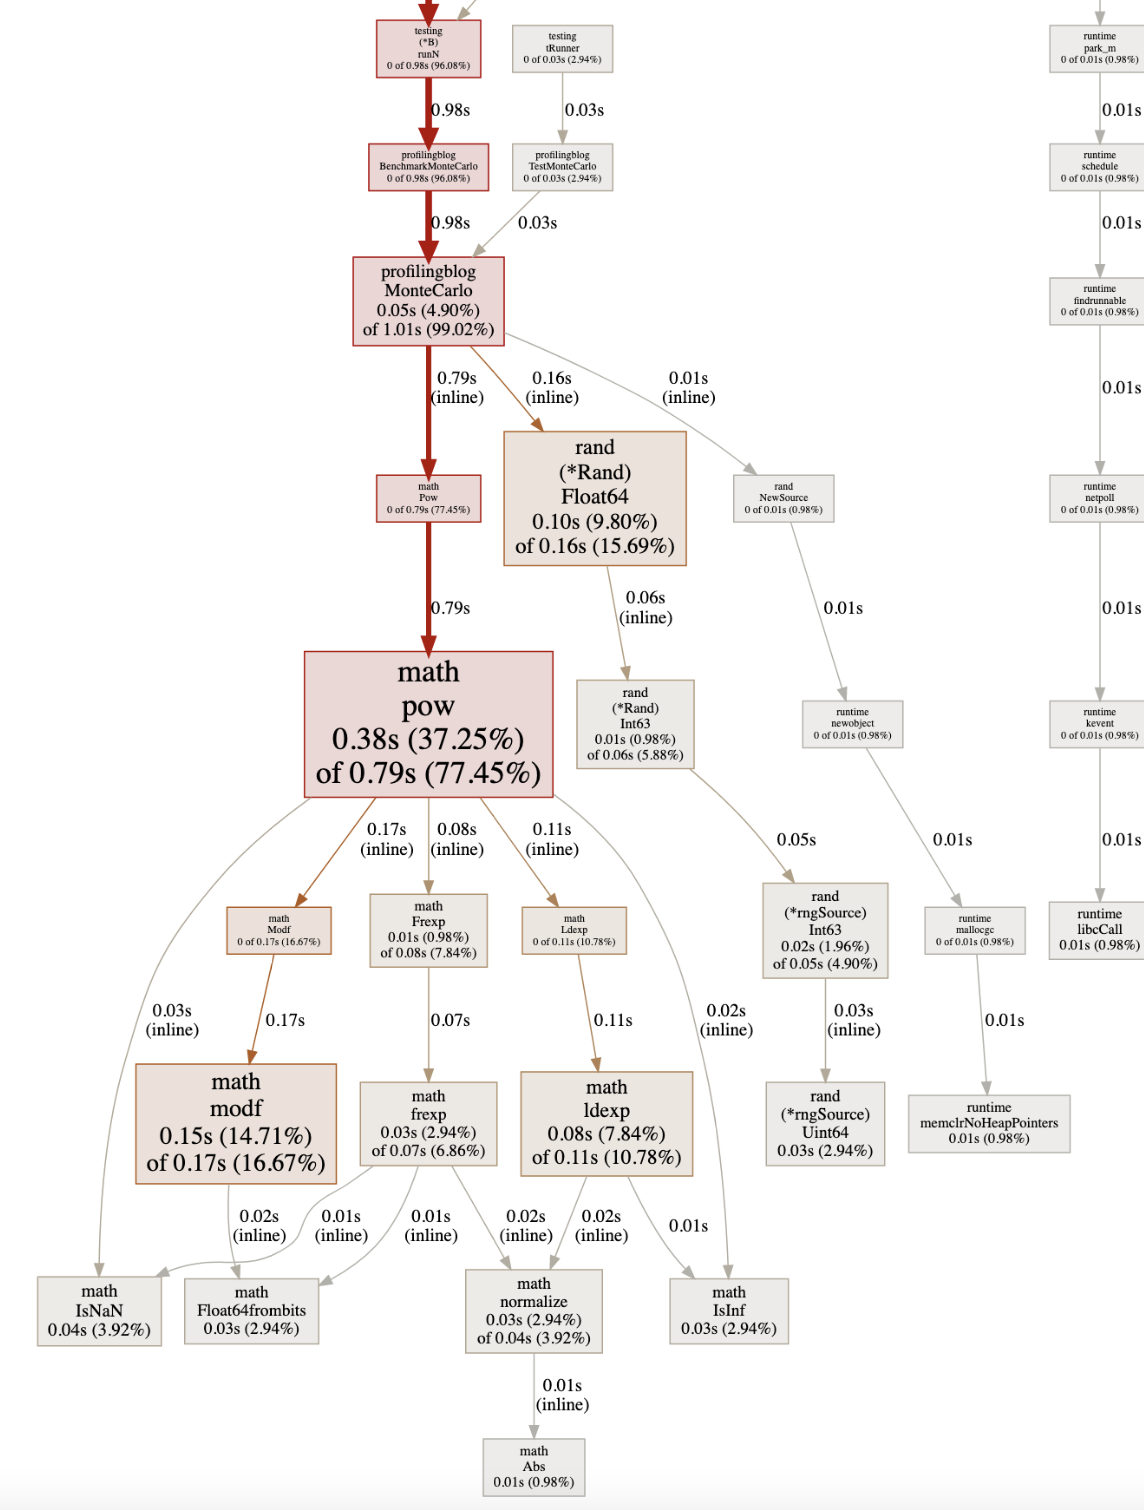 testing
(*B)
runN
0 of 0.98s (96.08%)
testing
tRunner
0 of 0.03s (2.94%)
runtime
park_m
0 of 0.01s (0.98%)
0.98s
0.03s
0.01s
profilingblog
BenchmarkMonteCarlo
0 of 0.98s (96.08%)
profilingblog
TestMonteCarlo
0 of 0.03s (2.94%)
runtime
schedule
0 of 0.01s (0.98%)
0.98s
0.03s
0.01s
profilingblog
MonteCarlo
0.05s (4.90%)
of 1.01s (99.02%)
runtime
findrunnable
0 of 0.01s (0.98%)
0.79s
(inline)
0.16s
(inline)
0.01s
(inline)
0.01s
math
Pow
0 of 0.79s (77.45%)
rand
(*Rand)
Float64
0.10s (9.80%)
of 0.16s (15.69%)
rand
NewSource
0 of 0.01s (0.98%)
runtime
netpoll
0 of 0.01s (0.98%)
0.79s
0.06s
(inline)
0.01s
0.01s
math
pow
0.38s (37.25%)
of 0.79s (77.45%)
rand
(*Rand)
Int63
0.01s (0.98%)
of 0.06s (5.88%)
runtime
newobject
0 of 0.01s (0.98%)
runtime
kevent
0 of 0.01s (0.98%)
0.17s
(inline)
0.08s
(inline)
0.11s
(inline)
0.05s
0.01s
0.01s
math
Modf
0 of 0.17s (16.67%)
math
Frexp
0.01s (0.98%)
of 0.08s (7.84%)
math
Ldexp
0 of 0.11s (10.78%)
rand
(*rngSource)
Int63
0.02s (1.96%)
of 0.05s (4.90%)
runtime
mallocgc
0 of 0.01s (0.98%)
runtime
libcCall
0.01s (0.98%)
0.03s
(inline)
0.17s
0.07s
0.11s
0.02s
(inline)
0.03s
(inline)
0.01s
math
modf
0.15s (14.71%)
of 0.17s (16.67%)
math
frexp
0.03s (2.94%)
of 0.07s (6.86%)
math
ldexp
0.08s (7.84%)
of 0.11s (10.78%)
rand
(*rngSource)
Uint64
0.03s (2.94%)
runtime
memclrNoHeapPointers
0.01s (0.98%)
0.02s
(inline)
0.01s
(inline)
0.01s
(inline)
0.02s
(inline)
0.02s
(inline)
0.01s
math
IsNaN
0.04s (3.92%)
math
Float64frombits
0.03s (2.94%)
math
normalize
0.03s (2.94%)
of 0.04s (3.92%)
math
IsInf
0.03s (2.94%)
0.01s
(inline)
math
Abs
0.01s (0.98%)